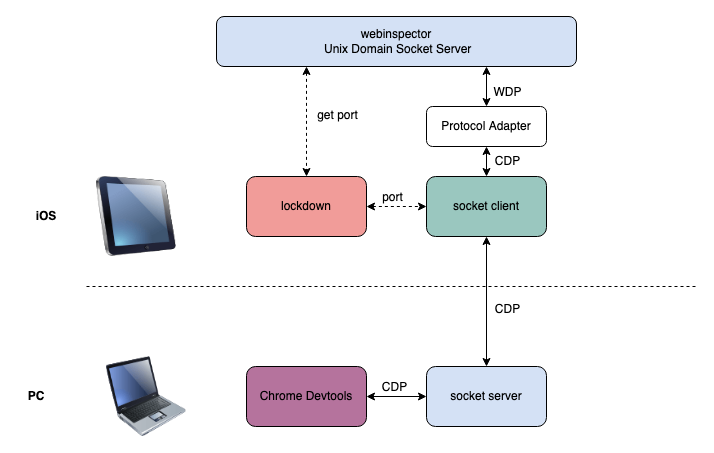 webinspector
Unix Domain Socket Server
WDP
get port
Protocol Adapter
CDP
iOS
lockdown
port
socket client
CDP
PC
Chrome Devtools
CDP
socket server